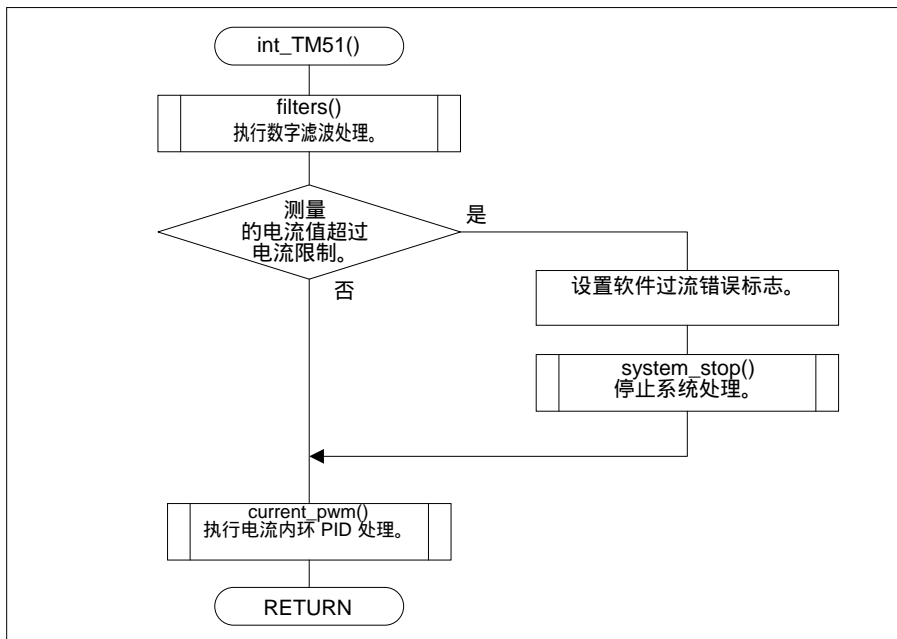 int_TM51()
filters()
执行数字滤波处理。
测量
的电流值超过
电流限制。
是
否
设置软件过流错误标志。
system_stop()
停止系统处理。
current_pwm()
执行电流内环 PID 处理。
RETURN